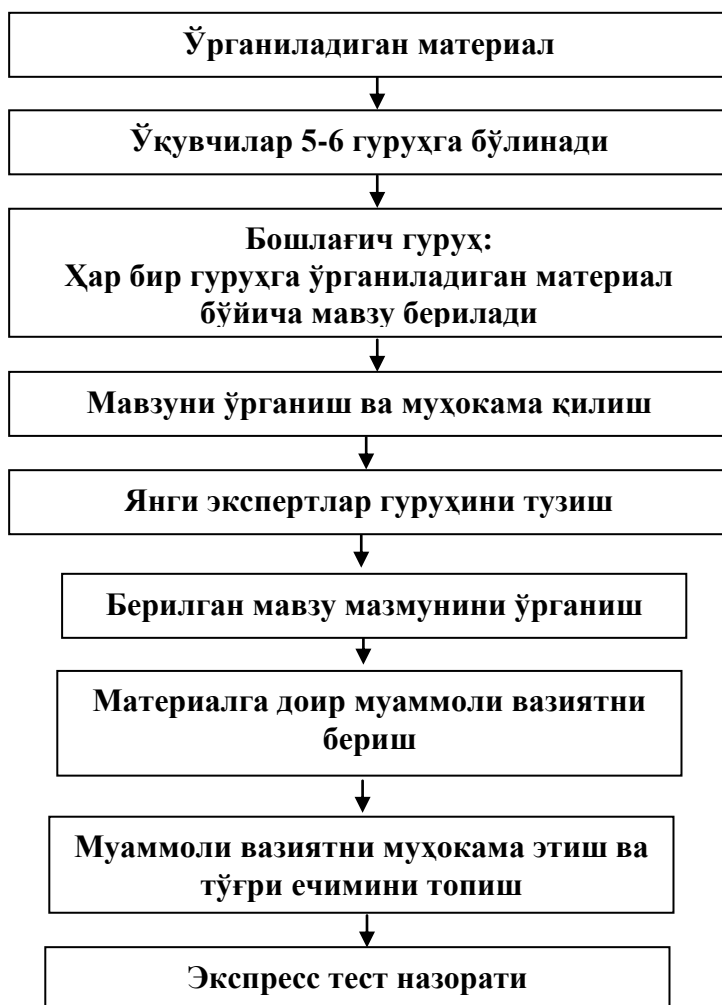 Ўрганиладиган материал
Ўқувчилар 5-6 гуруҳга бўлинади
Бошлағич гуруҳ:
Ҳар бир гуруҳга ўрганиладиган материал
бўйича мавзу берилади
Мавзуни ўрганиш ва муҳокама қилиш
Янги экспертлар гуруҳини тузиш
Берилган мавзу мазмунини ўрганиш
Материалга доир муаммоли вазиятни
бериш
Муаммоли вазиятни муҳокама этиш ва
тўғри ечимини топиш
Экспресс тест назорати